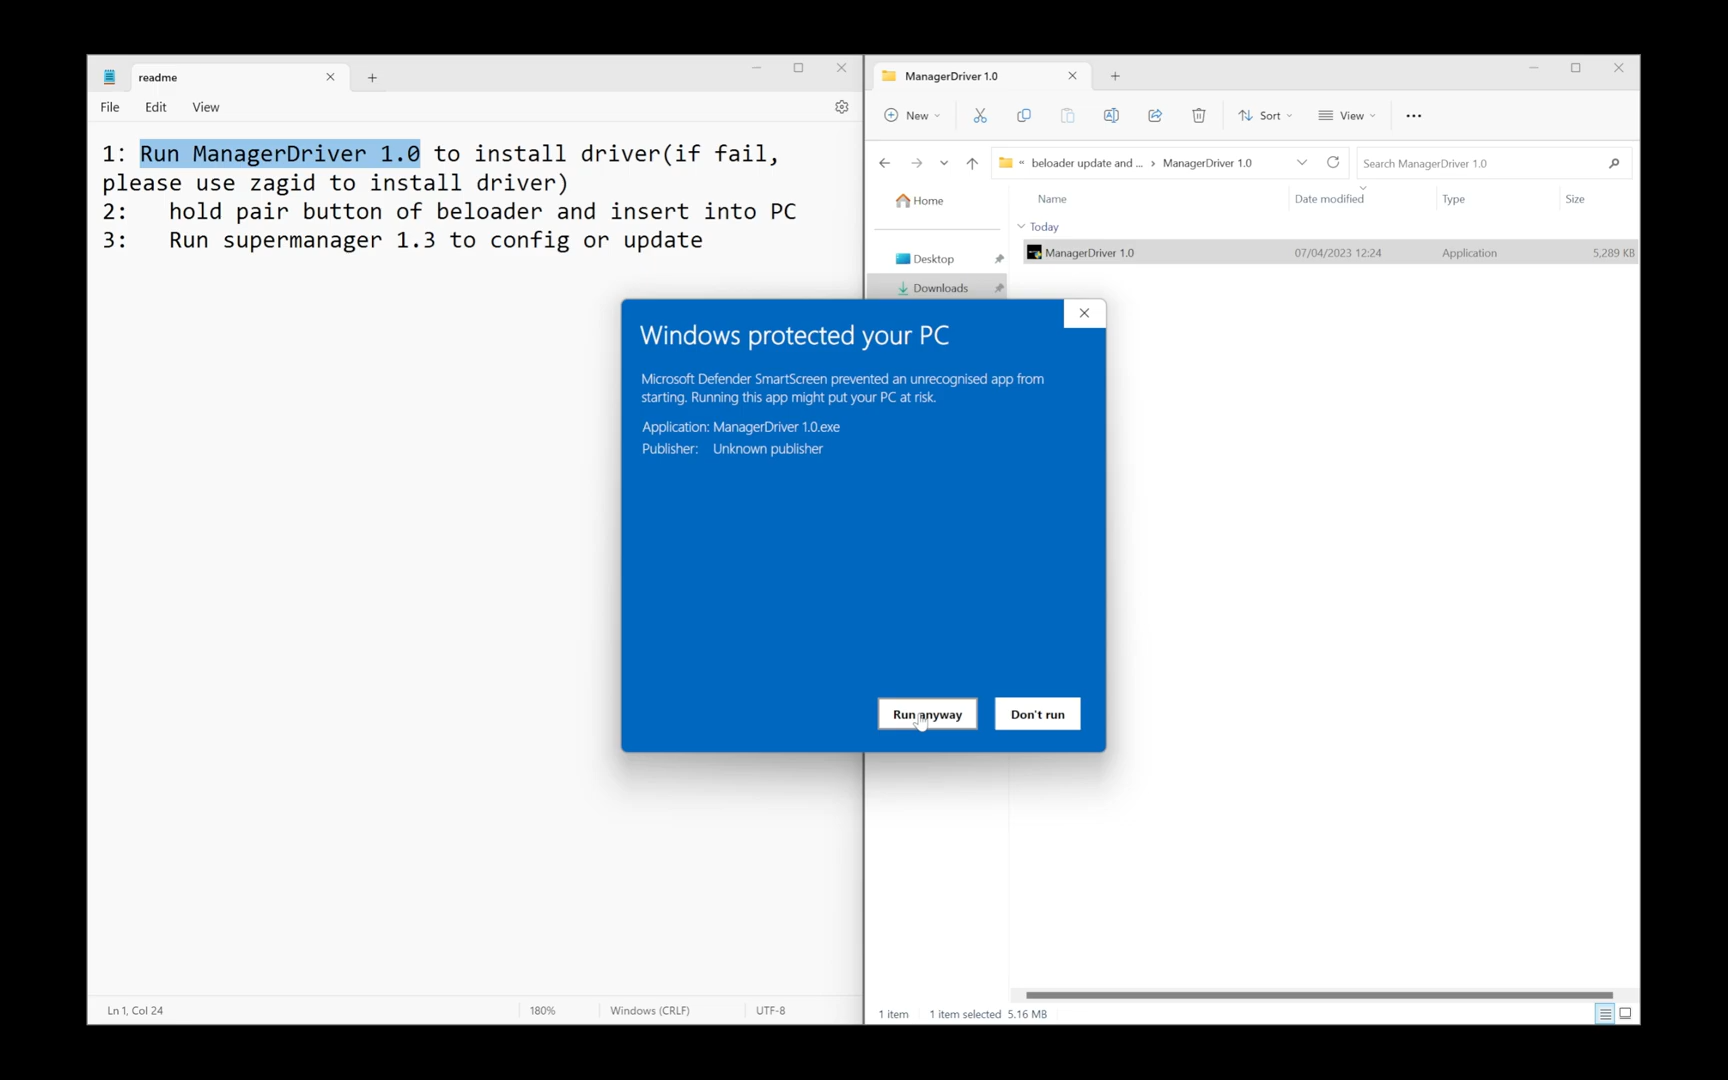 readme
File Edit View
1: Run ManagerDriver 1.0 to install driver(if fail,
please use zagid to install driver)
2: hold pair button of beloader and insert into PC
3: Run supermanager 1.3 to config or update
Ln 1, Col 24
180%
Windows (CRLF)
UTF-8
ManagerDriver 1.0
New
Sort
View
« beloader update and ... › ManagerDriver 1.0
Search ManagerDriver 1.0
Home
Desktop
Downloads
Name Date modified Type Size
Today
ManagerDriver 1.0 07/04/2023 12:24 Application 5,289 KB
1 item 1 item selected 5.16 MB
Windows protected your PC
Microsoft Defender SmartScreen prevented an unrecognised app from
starting. Running this app might put your PC at risk.
Application: ManagerDriver 1.0.exe
Publisher: Unknown publisher
Run anyway
Don't run